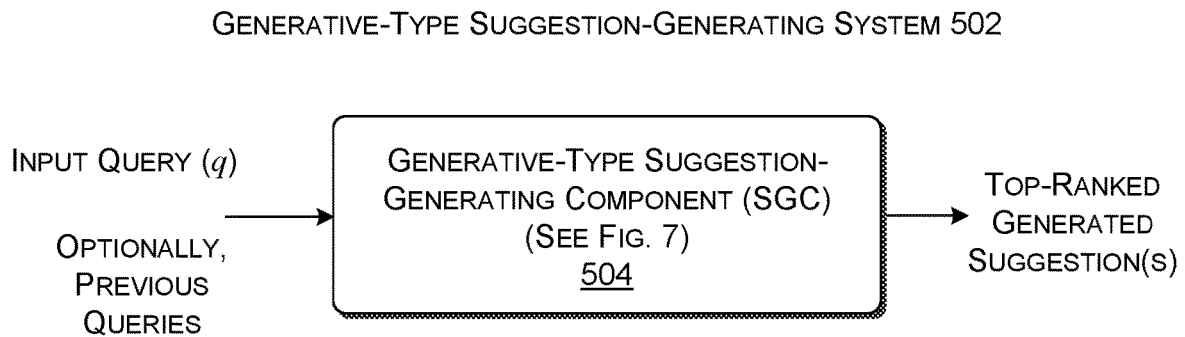 GENERATIVE-TYPE SUGGESTION-GENERATING SYSTEM 502
INPUT QUERY (q)
OPTIONALLY,
PREVIOUS
QUERIES
GENERATIVE-TYPE SUGGESTION-
GENERATING COMPONENT (SGC)
(SEE FIG. 7)
504
TOP-RANKED
GENERATED
SUGGESTION(S)